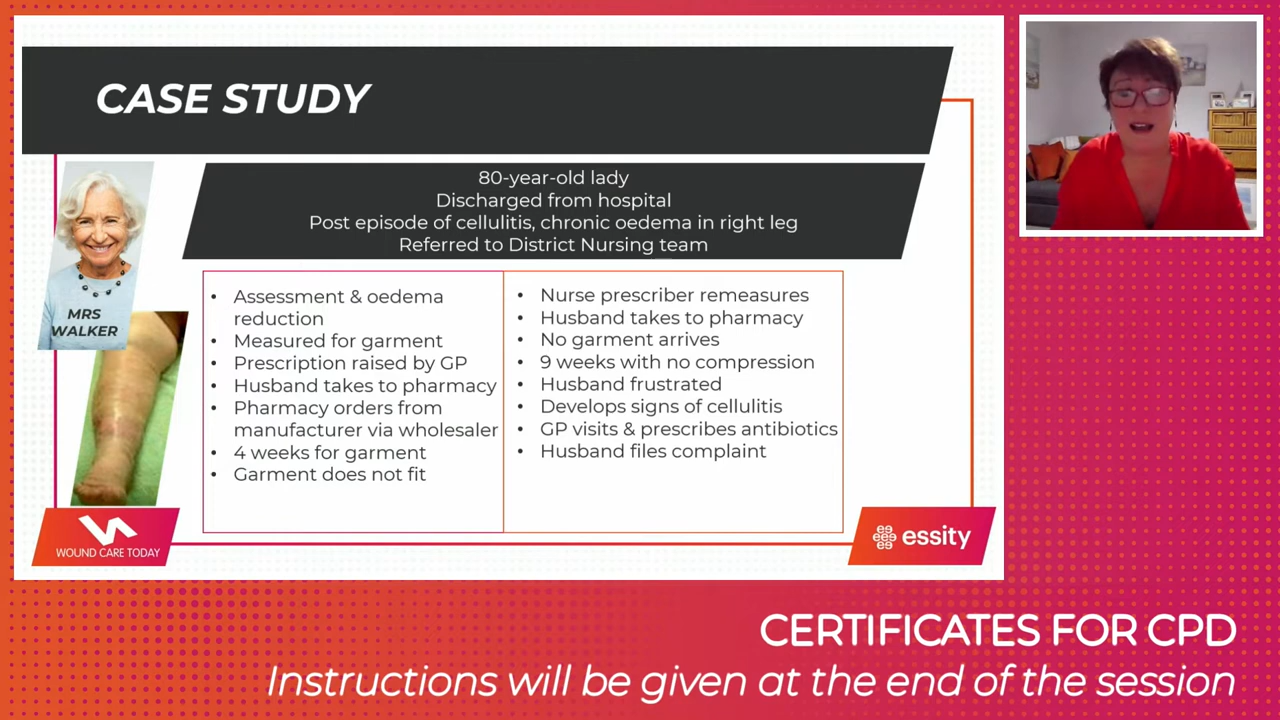 CASE STUDY
80-year-old lady
Discharged from hospital
Post episode of cellulitis, chronic oedema in right leg
Referred to District Nursing team
MRS
WALKER
• Assessment & oedema
reduction
• Measured for garment
• Prescription raised by GP
• Husband takes to pharmacy
• Pharmacy orders from
manufacturer via wholesaler
• 4 weeks for garment
• Garment does not fit
• Nurse prescriber remeasures
• Husband takes to pharmacy
• No garment arrives
• 9 weeks with no compression
• Husband frustrated
• Develops signs of cellulitis
• GP visits & prescribes antibiotics
• Husband files complaint
WOUND CARE TODAY
essity
CERTIFICATES FOR CPD
Instructions will be given at the end of the session